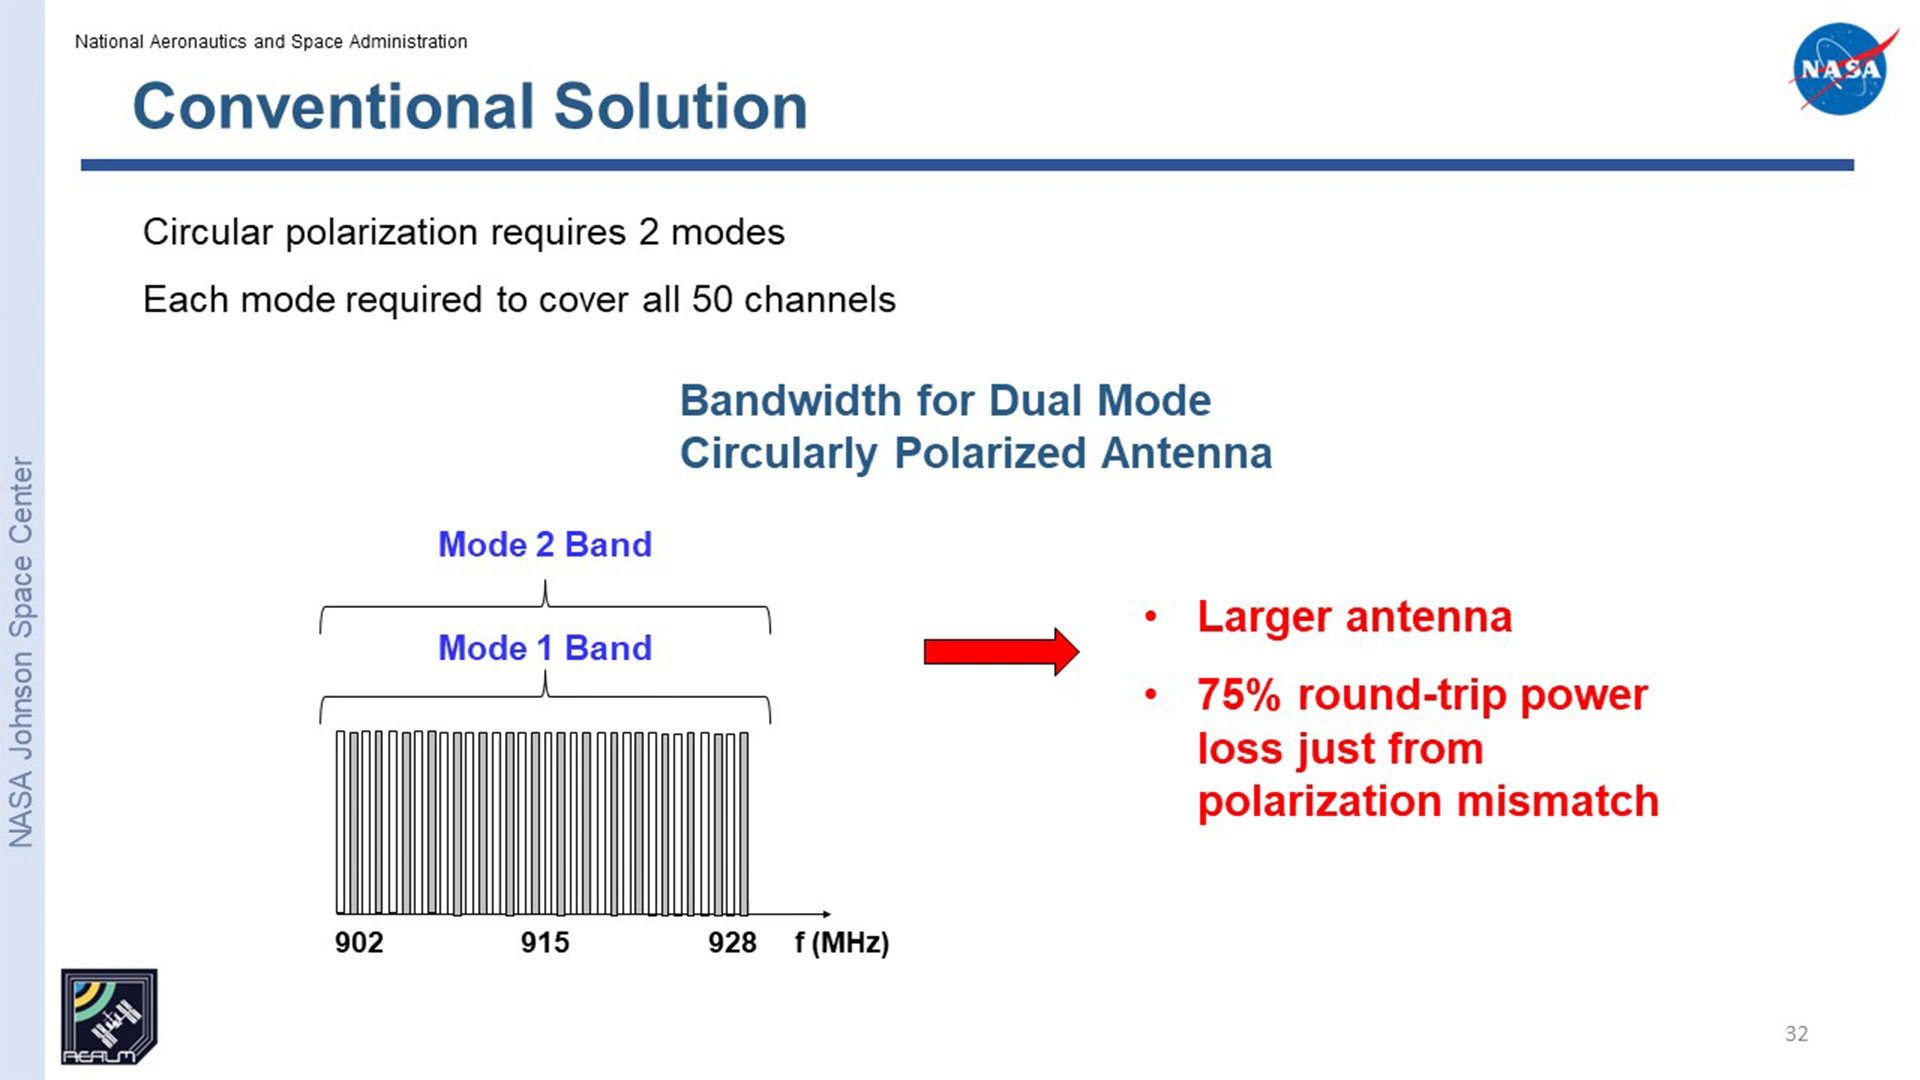 National Aeronautics and Space Administration
NASA
Conventional Solution
Circular polarization requires 2 modes
Each mode required to cover all 50 channels
Bandwidth for Dual Mode
Circularly Polarized Antenna
Mode 2 Band
Mode 1 Band
• Larger antenna
• 75% round-trip power
loss just from
polarization mismatch
902 915 928 f (MHz)
NASA Johnson Space Center
REALM
32